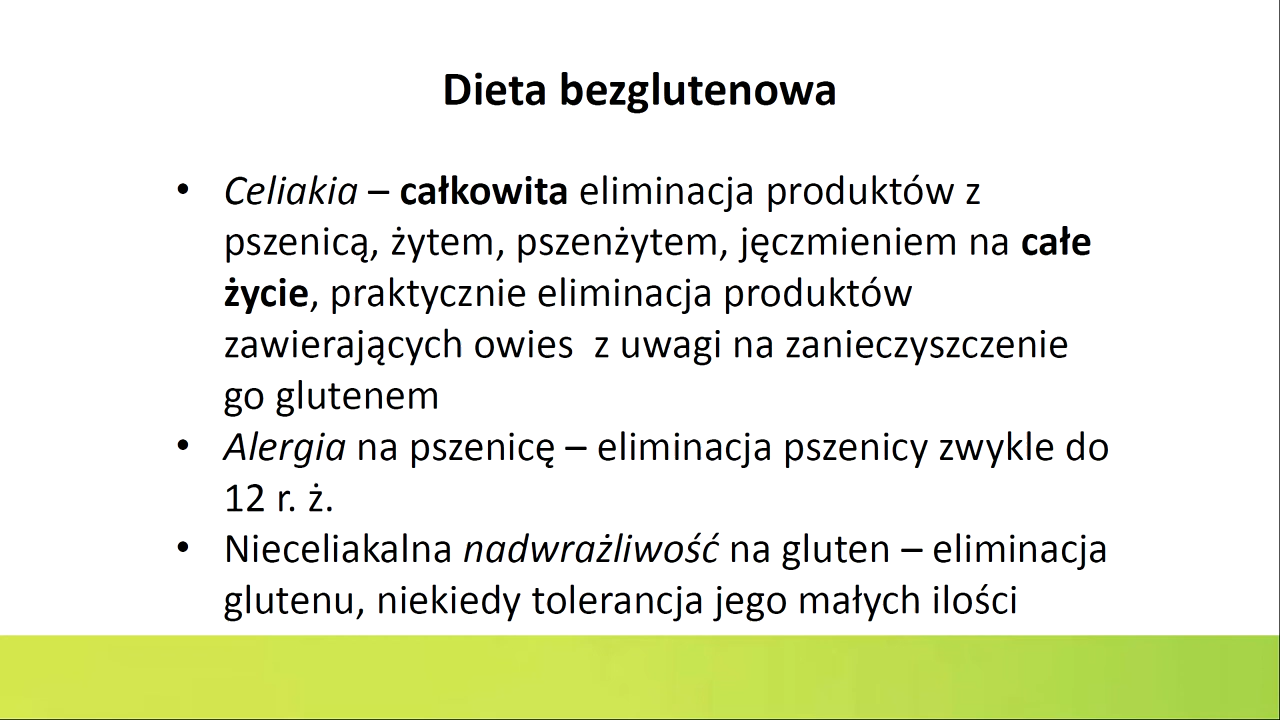 Dieta bezglutenowa
• Celiakia – całkowita eliminacja produktów z
pszenicą, żytem, pszenżytem, jęczmieniem na całe
życie, praktycznie eliminacja produktów
zawierających owies  z uwagi na zanieczyszczenie
go glutenem
• Alergia na pszenicę – eliminacja pszenicy zwykle do
12 r. ż.
• Nieceliakalna nadwrażliwość na gluten – eliminacja
glutenu, niekiedy tolerancja jego małych ilości